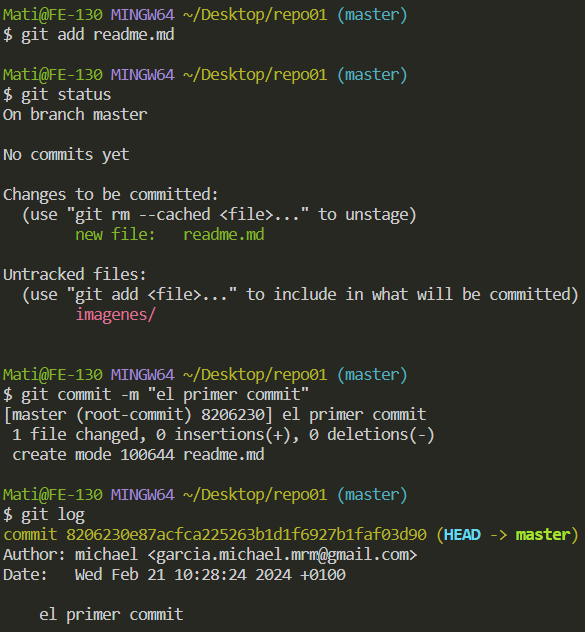 Mati@FE-130 MINGW64 ~/Desktop/repo01 (master)
$ git add readme.md
Mati@FE-130 MINGW64 ~/Desktop/repo01 (master)
$ git status
On branch master
No commits yet
Changes to be committed:
  (use "git rm --cached <file>..." to unstage)
        new file:   readme.md
Untracked files:
  (use "git add <file>..." to include in what will be committed)
        imagenes/
Mati@FE-130 MINGW64 ~/Desktop/repo01 (master)
$ git commit -m "el primer commit"
[master (root-commit) 8206230] el primer commit
 1 file changed, 0 insertions(+), 0 deletions(-)
 create mode 100644 readme.md
Mati@FE-130 MINGW64 ~/Desktop/repo01 (master)
$ git log
commit 8206230e87acfca225263b1d1f6927b1faf03d90 (HEAD -> master)
Author: michael <garcia.michael.mrm@gmail.com>
Date:   Wed Feb 21 10:28:24 2024 +0100
    el primer commit